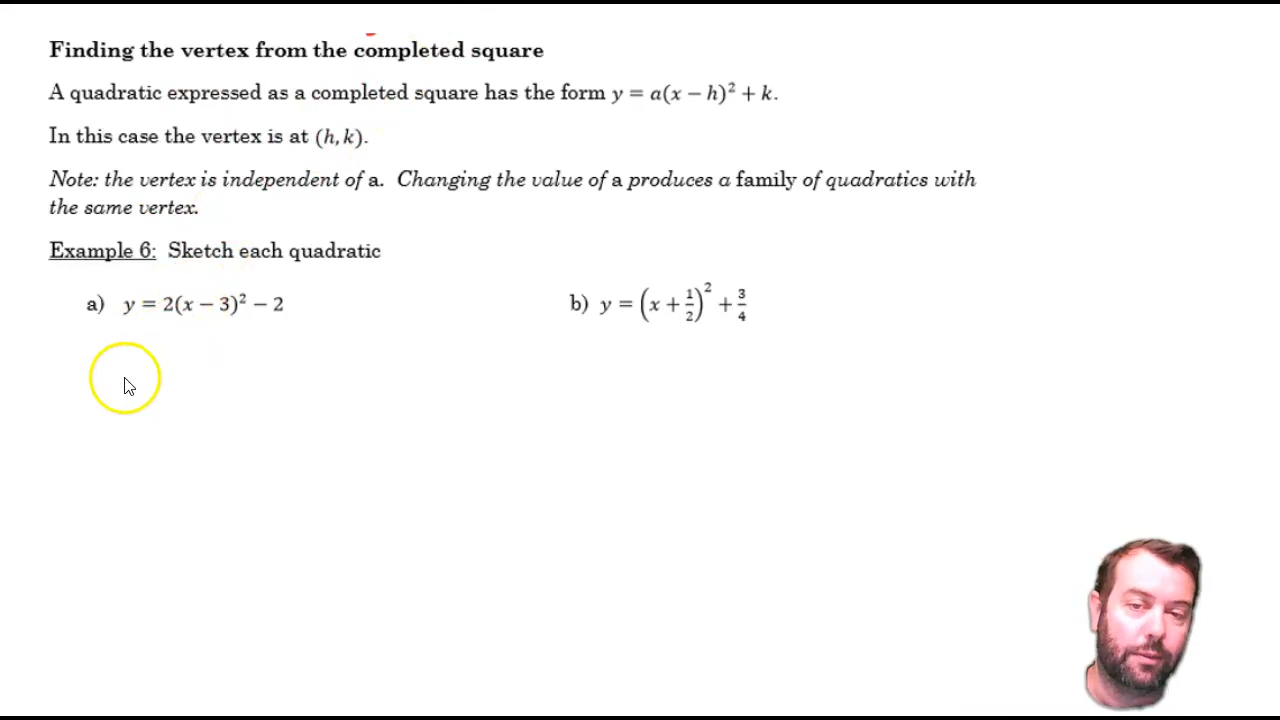 Finding the vertex from the completed square
A quadratic expressed as a completed square has the form y = a(x − h)² + k.
In this case the vertex is at (h, k).
Note: the vertex is independent of a. Changing the value of a produces a family of quadratics with
the same vertex.
Example 6: Sketch each quadratic
a) y = 2(x − 3)² − 2 b) y = (x + 1/2)² + 3/4